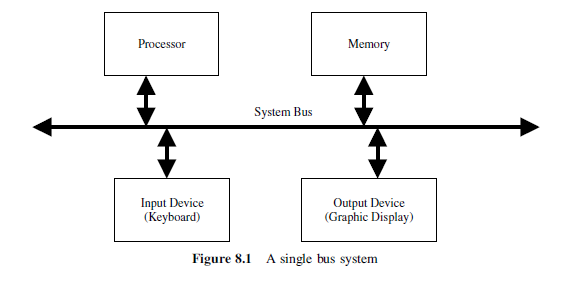 Processor
Memory
System Bus
Input Device
(Keyboard)
Output Device
(Graphic Display)
Figure 8.1 A single bus system